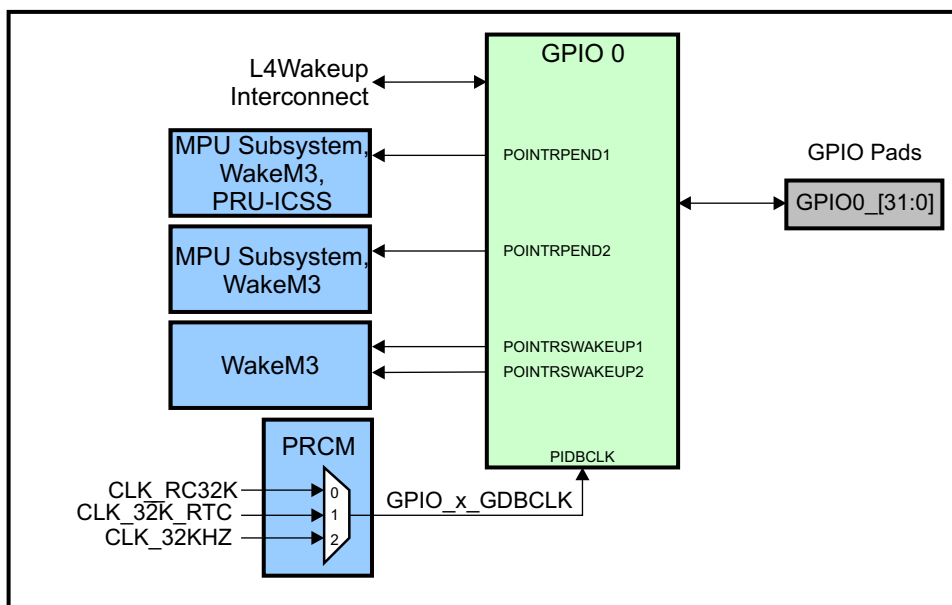 GPIO 0
L4Wakeup
Interconnect
MPU Subsystem,
WakeM3,
PRU-ICSS
POINTRPEND1
GPIO Pads
GPIO0_[31:0]
MPU Subsystem,
WakeM3
POINTRPEND2
WakeM3
POINTRSWAKEUP1
POINTRSWAKEUP2
PRCM
PIDBCLK
CLK_RC32K
0
CLK_32K_RTC
1
CLK_32KHZ
2
GPIO_x_GDBCLK